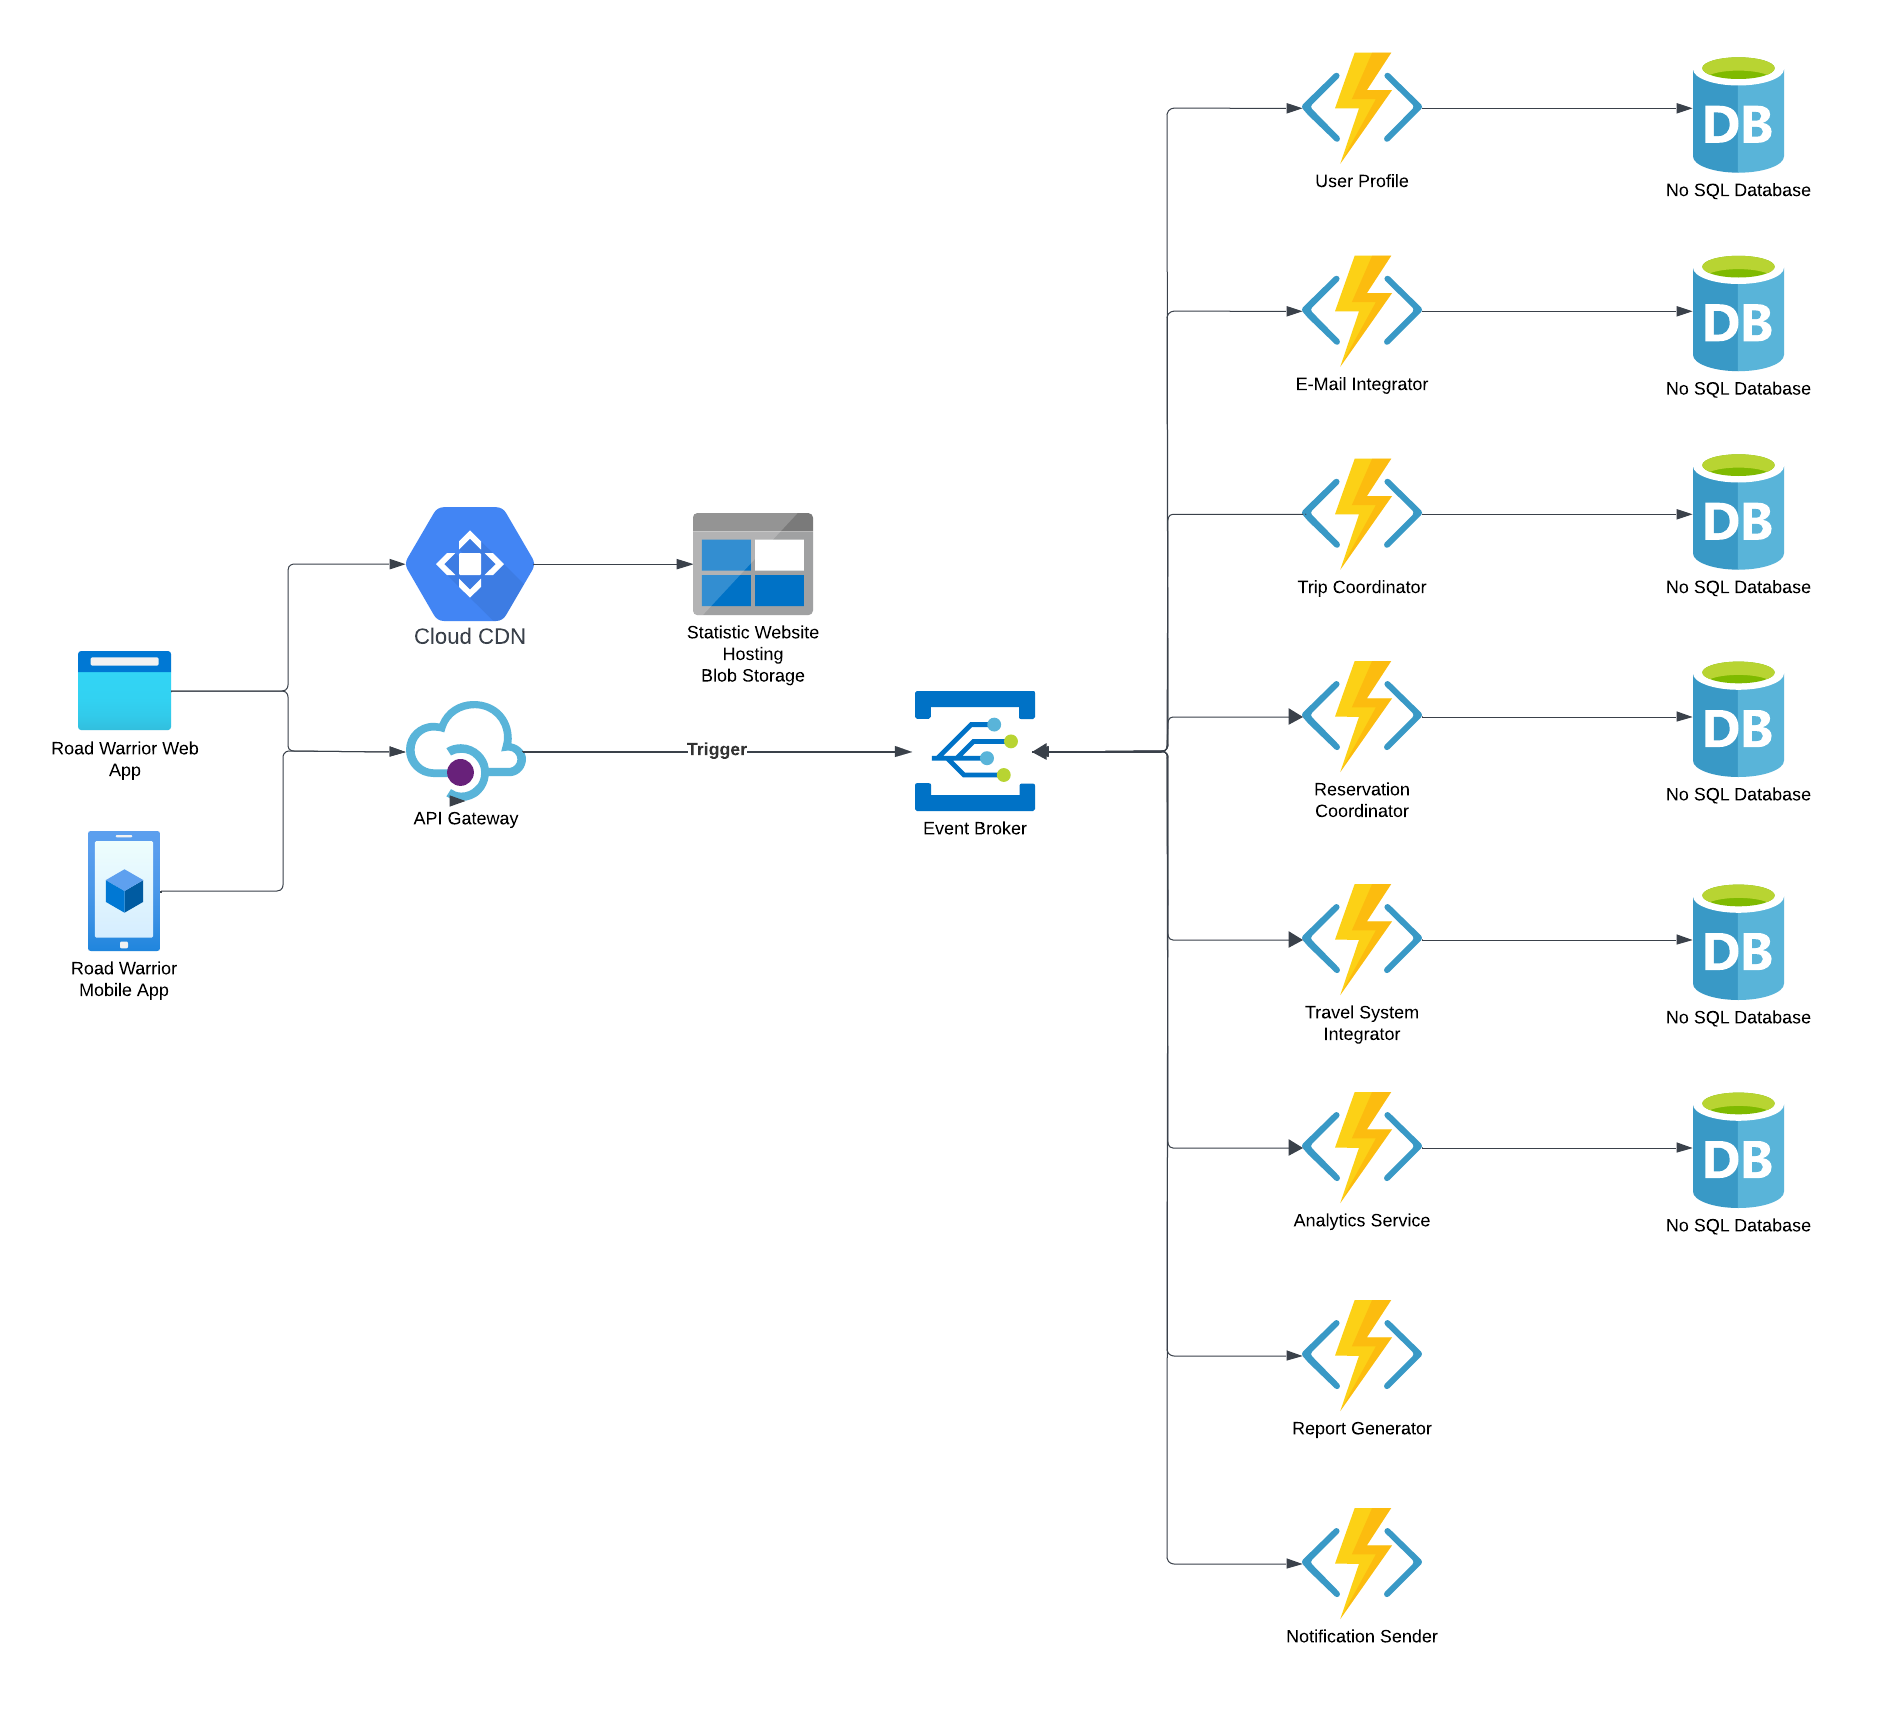 User Profile
DB
No SQL Database
E-Mail Integrator
DB
No SQL Database
Trip Coordinator
DB
No SQL Database
Cloud CDN
Statistic Website
Hosting
Blob Storage
Road Warrior Web
App
API Gateway
Trigger
Event Broker
Reservation
Coordinator
DB
No SQL Database
Road Warrior
Mobile App
Travel System
Integrator
DB
No SQL Database
Analytics Service
DB
No SQL Database
Report Generator
Notification Sender